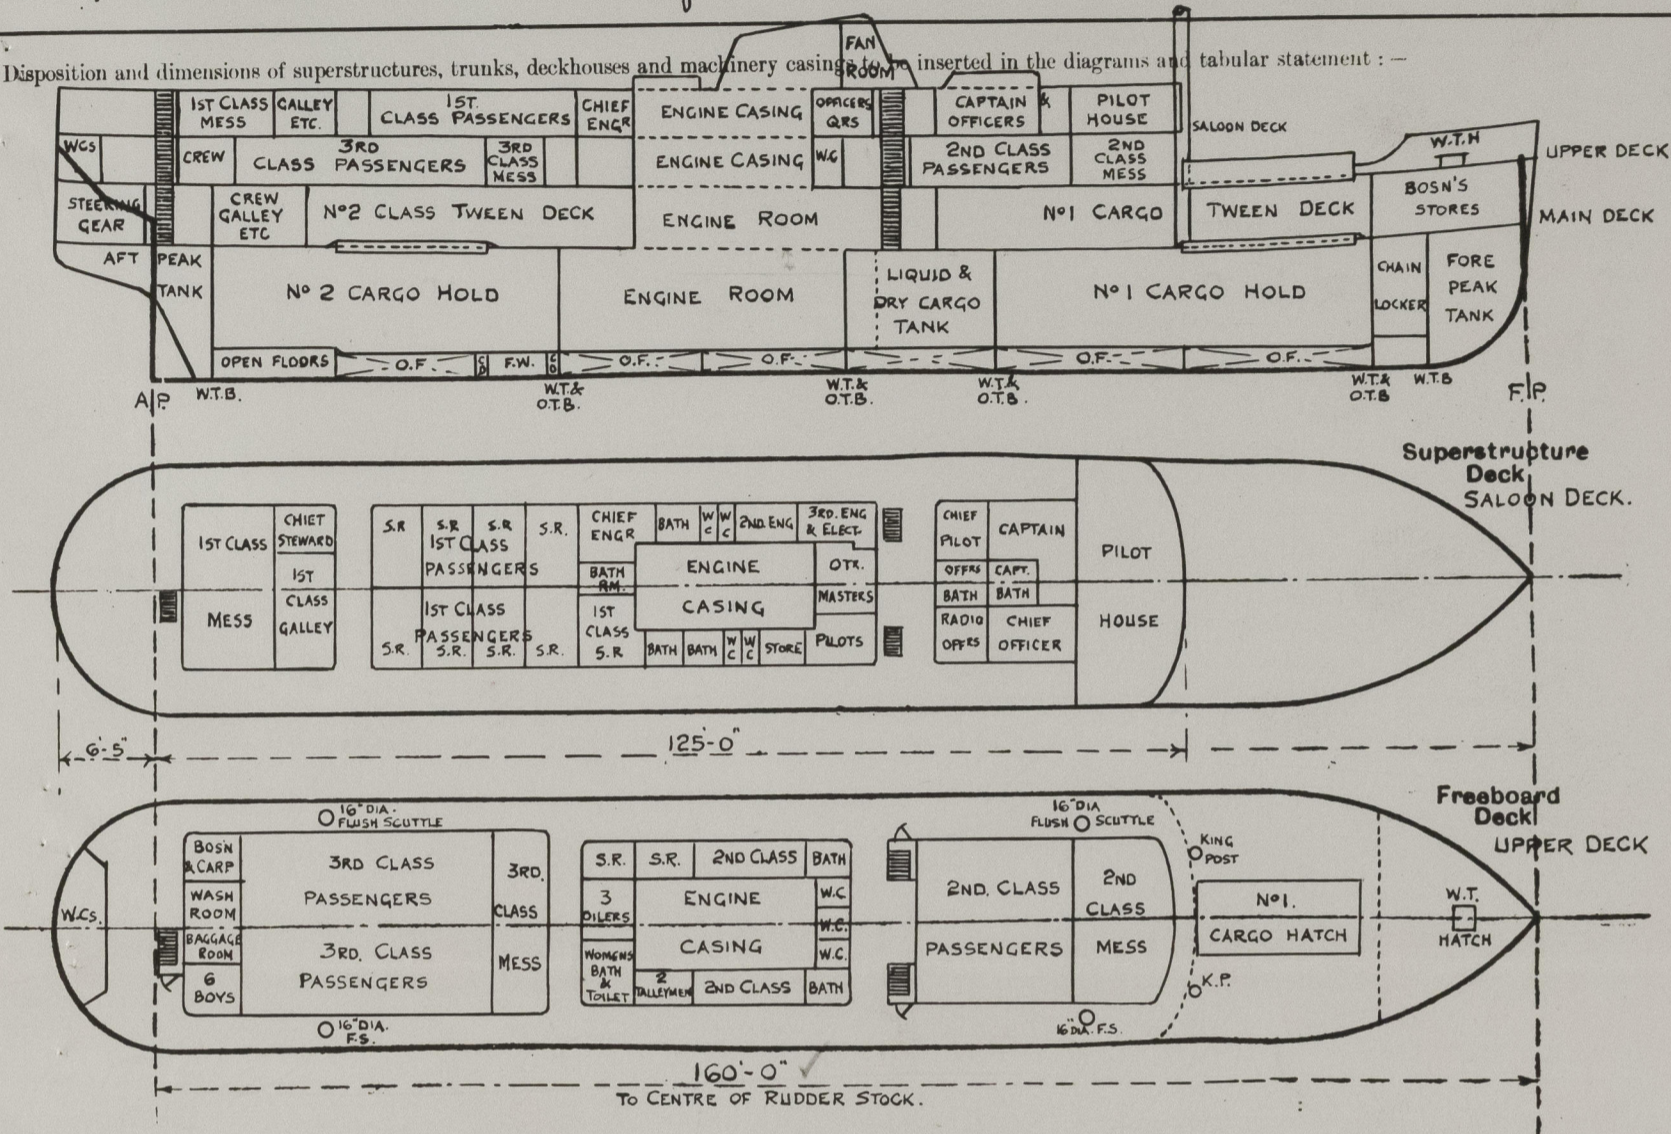 Disposition and dimensions of superstructures, trunks, deckhouses and machinery casings to be inserted in the diagrams and tabular statement : —
FAN
ROOM
1ST CLASS
MESS
GALLEY
ETC.
1ST.
CLASS PASSENGERS
CHIEF
ENGR
ENGINE CASING
OFFICERS
QRS
CAPTAIN &
OFFICERS
PILOT
HOUSE
SALOON DECK
WCS
CREW
3RD
CLASS PASSENGERS
3RD
CLASS
MESS
ENGINE CASING
W.C
2ND CLASS
PASSENGERS
2ND
CLASS
MESS
W.T.H
UPPER DECK
STEERING
GEAR
CREW
GALLEY
ETC
Nº2 CLASS TWEEN DECK
ENGINE ROOM
Nº1 CARGO
TWEEN DECK
BOSN'S
STORES
MAIN DECK
AFT PEAK
TANK
Nº 2 CARGO HOLD
ENGINE ROOM
LIQUID &
DRY CARGO
TANK
Nº1 CARGO HOLD
CHAIN
LOCKER
FORE
PEAK
TANK
OPEN FLOORS
O.F.
C
D
F.W.
C
D
O.F.
O.F.
O.F.
O.F.
A.P.
W.T.B.
W.T.&
O.T.B.
W.T.&
O.T.B.
W.T.&
O.T.B.
W.T.&
O.T.B
W.T.B
F.P.
Superstructure
Deck
SALOON DECK.
1ST CLASS
MESS
CHIET
STEWARD
1ST
CLASS
GALLEY
S.R
S.R
S.R
S.R.
1ST CLASS
PASSENGERS
1ST CLASS
PASSENGERS
S.R.
S.R.
S.R.
S.R.
CHIEF
ENGR
BATH
RM.
1ST
CLASS
S.R
BATH
W
C
W
C
2ND.ENG
3RD. ENG
& ELECT.
ENGINE
CASING
OTR.
MASTERS
PILOTS
BATH
BATH
W
C
W
C
STORE
CHIEF
PILOT
CAPTAIN
OFFRS
BATH
CAPT.
BATH
RADIO
OFFRS
CHIEF
OFFICER
PILOT
HOUSE
6'-5"
125'-0"
Freeboard
Deck
UPPER DECK
16" DIA.
FLUSH SCUTTLE
16" DIA
FLUSH SCUTTLE
W.Cs.
BOS'N
& CARP
WASH
ROOM
BAGGAGE
ROOM
6
BOYS
3RD CLASS
PASSENGERS
3RD. CLASS
PASSENGERS
3RD.
CLASS
MESS
S.R.
S.R.
2ND CLASS
BATH
3
OILERS
WOMENS
BATH
&
TOILET
ENGINE
CASING
W.C
W.C.
W.C.
2
TALLEYMEN
2ND CLASS
BATH
2ND. CLASS
PASSENGERS
2ND
CLASS
MESS
KING
POST
K.P.
Nº1.
CARGO HATCH
W.T.
HATCH
16" DIA.
F.S.
16" DIA. F.S.
160'-0"
TO CENTRE OF RUDDER STOCK.